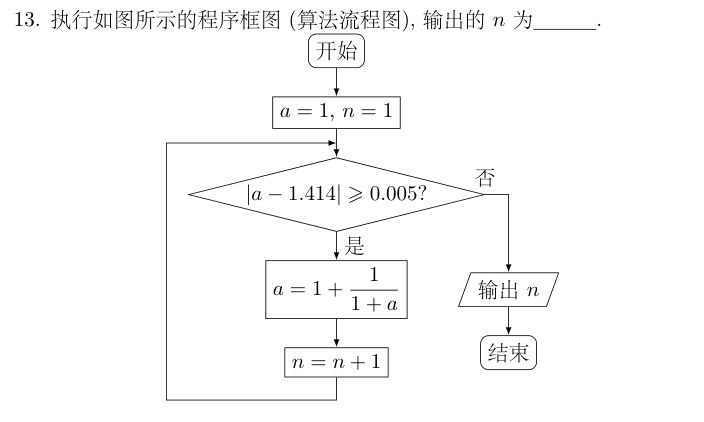 13. 执行如图所示的程序框图 (算法流程图), 输出的 n 为______.
开始
a = 1, n = 1
|a − 1.414| ⩾ 0.005?
否
是
a = 1 + \frac{1}{1 + a}
输出 n
n = n + 1
结束